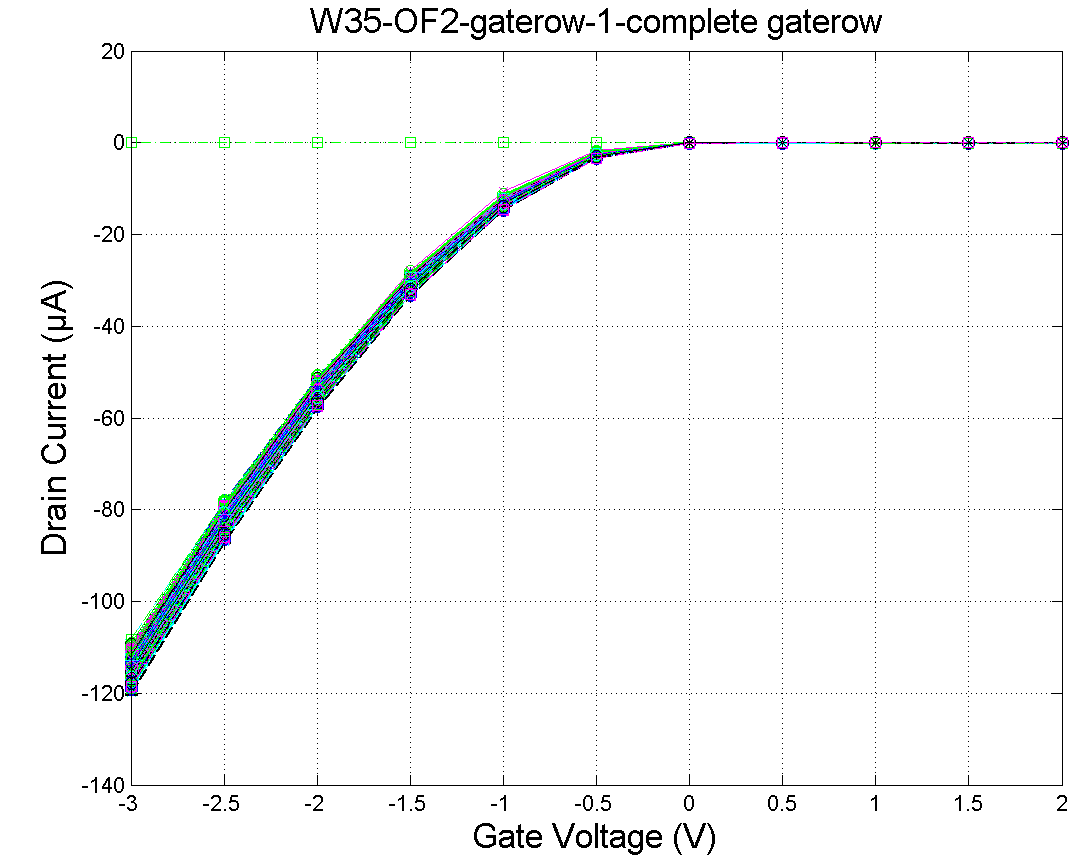 W35-OF2-gaterow-1-complete gaterow
20
0
-20
-40
-60
-80
-100
-120
-140
Drain Current (µA)
-3 -2.5 -2 -1.5 -1 -0.5 0 0.5 1 1.5 2
Gate Voltage (V)